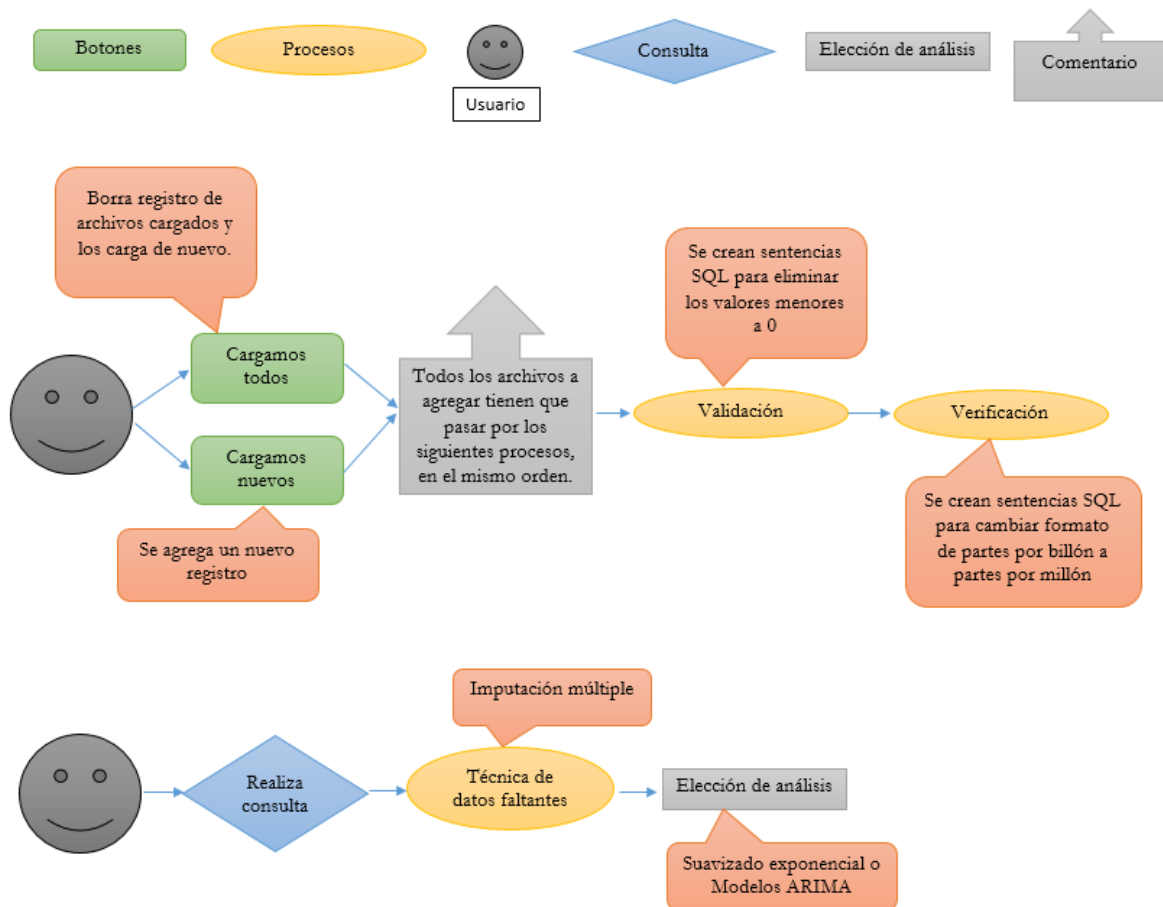 Botones
Procesos
Usuario
Consulta
Elección de análisis
Comentario
Borra registro de
archivos cargados y
los carga de nuevo.
Cargamos
todos
Cargamos
nuevos
Se agrega un nuevo
registro
Todos los archivo a
agregar tienen que
pasar por los
siguientes procesos,
en el mismo orden.
Se crean sentencias
SQL para eliminar
los valores menores
a 0
Validación
Verificación
Se crean sentencias SQL
para cambiar formato
de partes por billón a
partes por millón
Realiza
consulta
Imputación múltiple
Técnica de
datos faltantes
Elección de análisis
Suavizado exponencial o
Modelos ARIMA